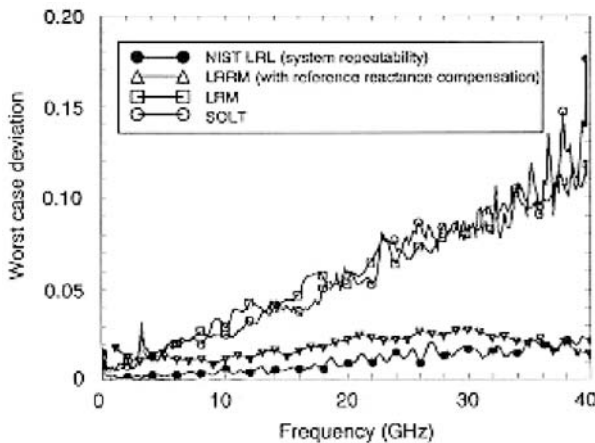 NIST LRL (system repeatability)
LRRM (with reference reactance compensation)
LRM
SOLT
0.20
0.15
0.10
0.05
0
Worst case deviation
0 10 20 30 40
Frequency (GHz)